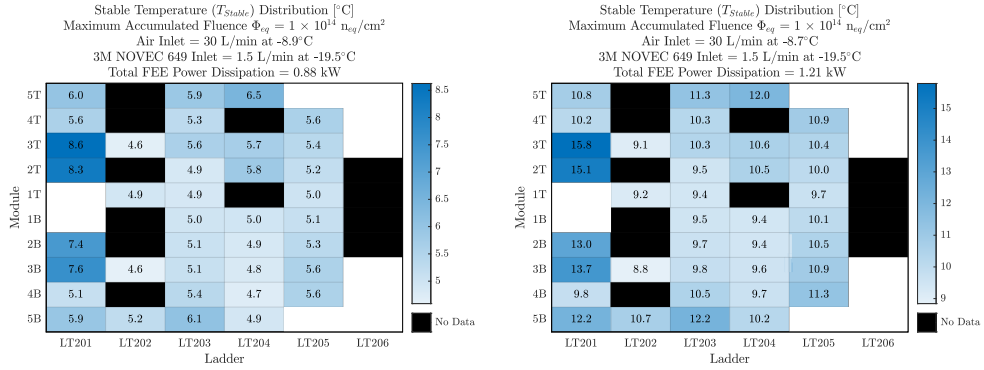 Stable Temperature (T_Stable) Distribution [°C]
Maximum Accumulated Fluence Φ_eq = 1 × 10^14 n_eq/cm^2
Air Inlet = 30 L/min at -8.9°C
3M NOVEC 649 Inlet = 1.5 L/min at -19.5°C
Total FEE Power Dissipation = 0.88 kW
Module
5T 6.0 5.9 6.5
4T 5.6 5.3 5.6
3T 8.6 4.6 5.6 5.7 5.4
2T 8.3 4.9 5.8 5.2
1T 4.9 4.9 5.0
1B 5.0 5.0 5.1
2B 7.4 5.1 4.9 5.3
3B 7.6 4.6 5.1 4.8 5.6
4B 5.1 5.4 4.7 5.6
5B 5.9 5.2 6.1 4.9
LT201 LT202 LT203 LT204 LT205 LT206
Ladder
8.5
8
7.5
7
6.5
6
5.5
5
No Data
Stable Temperature (T_Stable) Distribution [°C]
Maximum Accumulated Fluence Φ_eq = 1 × 10^14 n_eq/cm^2
Air Inlet = 30 L/min at -8.7°C
3M NOVEC 649 Inlet = 1.5 L/min at -19.5°C
Total FEE Power Dissipation = 1.21 kW
Module
5T 10.8 11.3 12.0
4T 10.2 10.3 10.9
3T 15.8 9.1 10.3 10.6 10.4
2T 15.1 9.5 10.5 10.0
1T 9.2 9.4 9.7
1B 9.5 9.4 10.1
2B 13.0 9.7 9.4 10.5
3B 13.7 8.8 9.8 9.6 10.9
4B 9.8 10.5 9.7 11.3
5B 12.2 10.7 12.2 10.2
LT201 LT202 LT203 LT204 LT205 LT206
Ladder
15
14
13
12
11
10
9
No Data